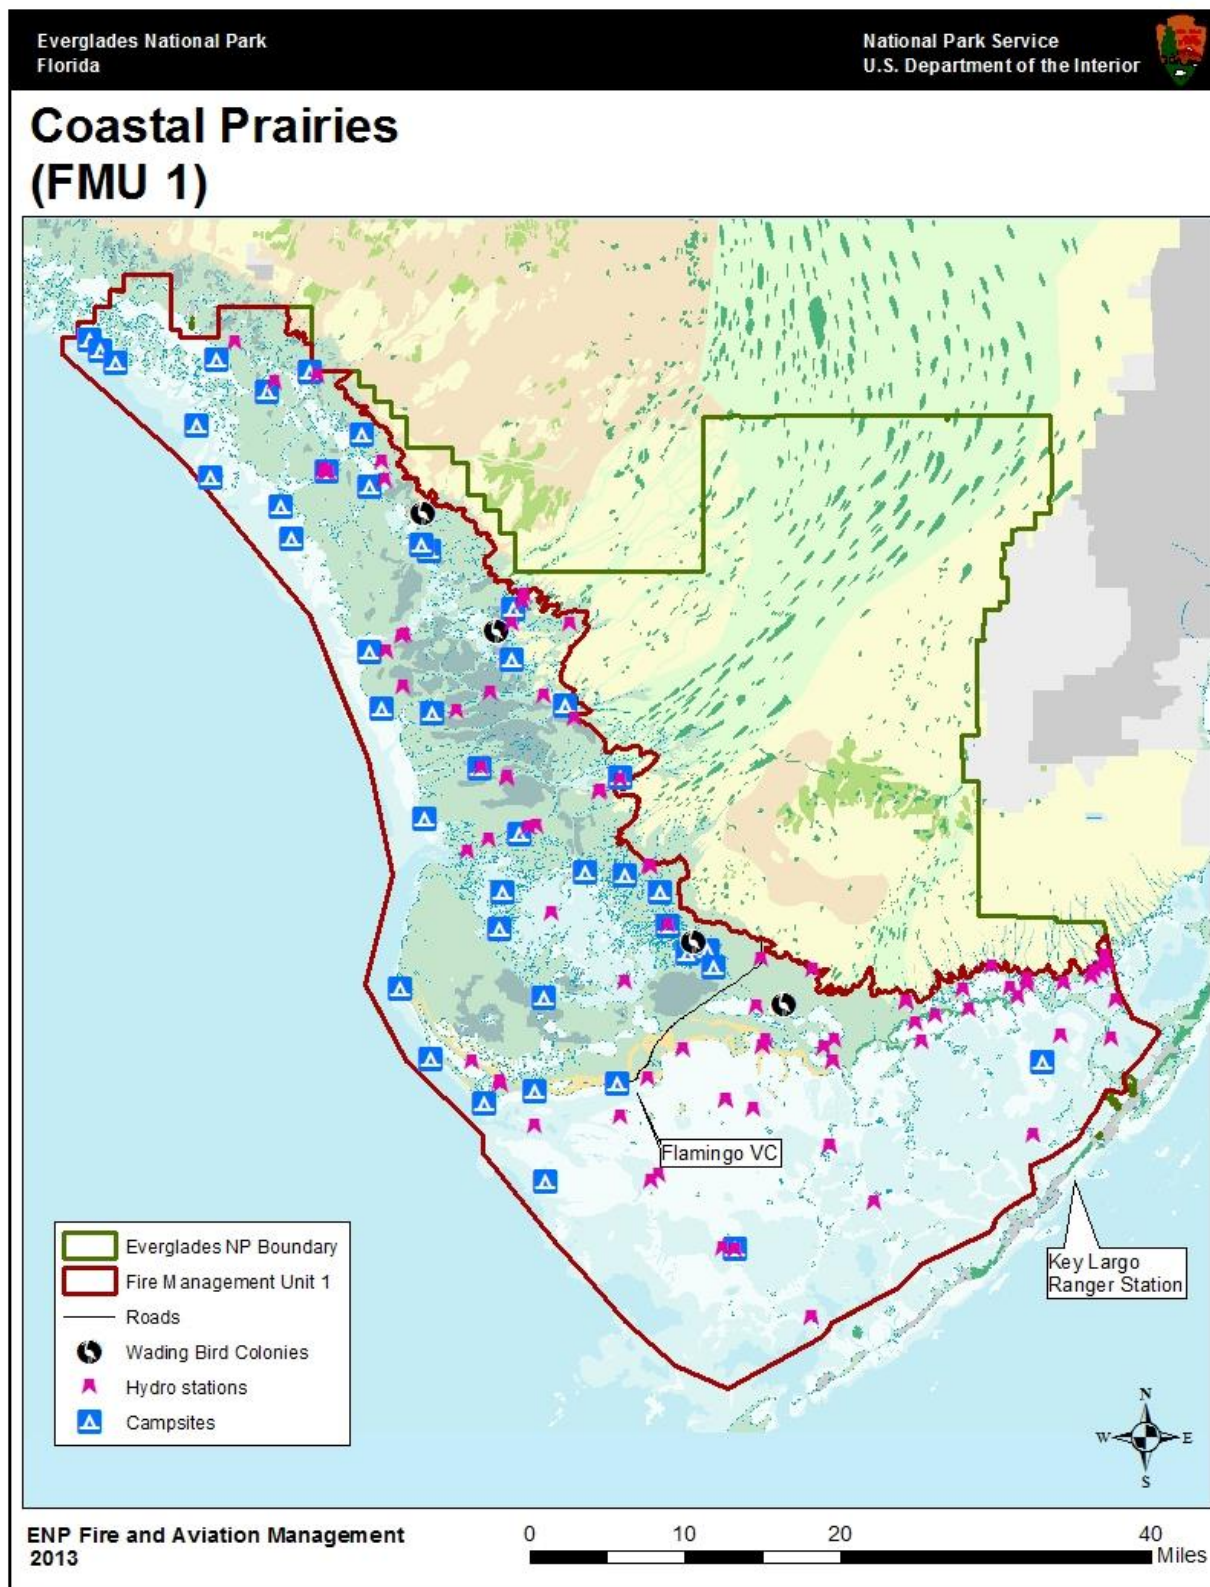 Everglades National Park
Florida
National Park Service
U.S. Department of the Interior
Coastal Prairies
(FMU 1)
Flamingo VC
Key Largo
Ranger Station
Everglades NP Boundary
Fire Management Unit 1
Roads
Wading Bird Colonies
Hydro stations
Campsites
N
W E
S
ENP Fire and Aviation Management
2013
0 10 20 40
Miles